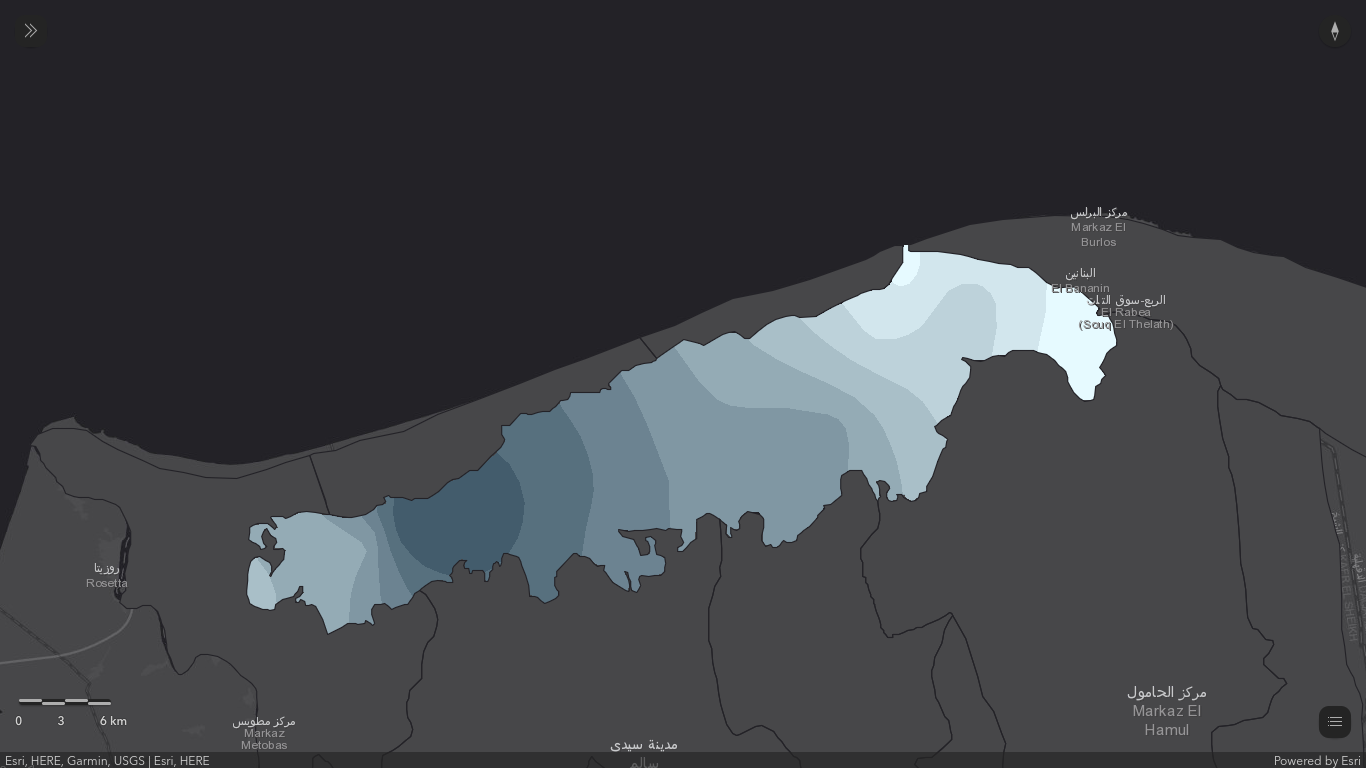 مركز البرلس
Markaz El
Burlos
البنانين
El Bananin
الربع-سوق الثلاث
El Rabea
(Souq El Thelath)
روزيتا
Rosetta
مركز الحامول
Markaz El
Hamul
0 3 6 km
مركز مطوبس
Markaz
Metobas
مدينة سيدى
سالم
Esri, HERE, Garmin, USGS | Esri, HERE
Powered by Esri